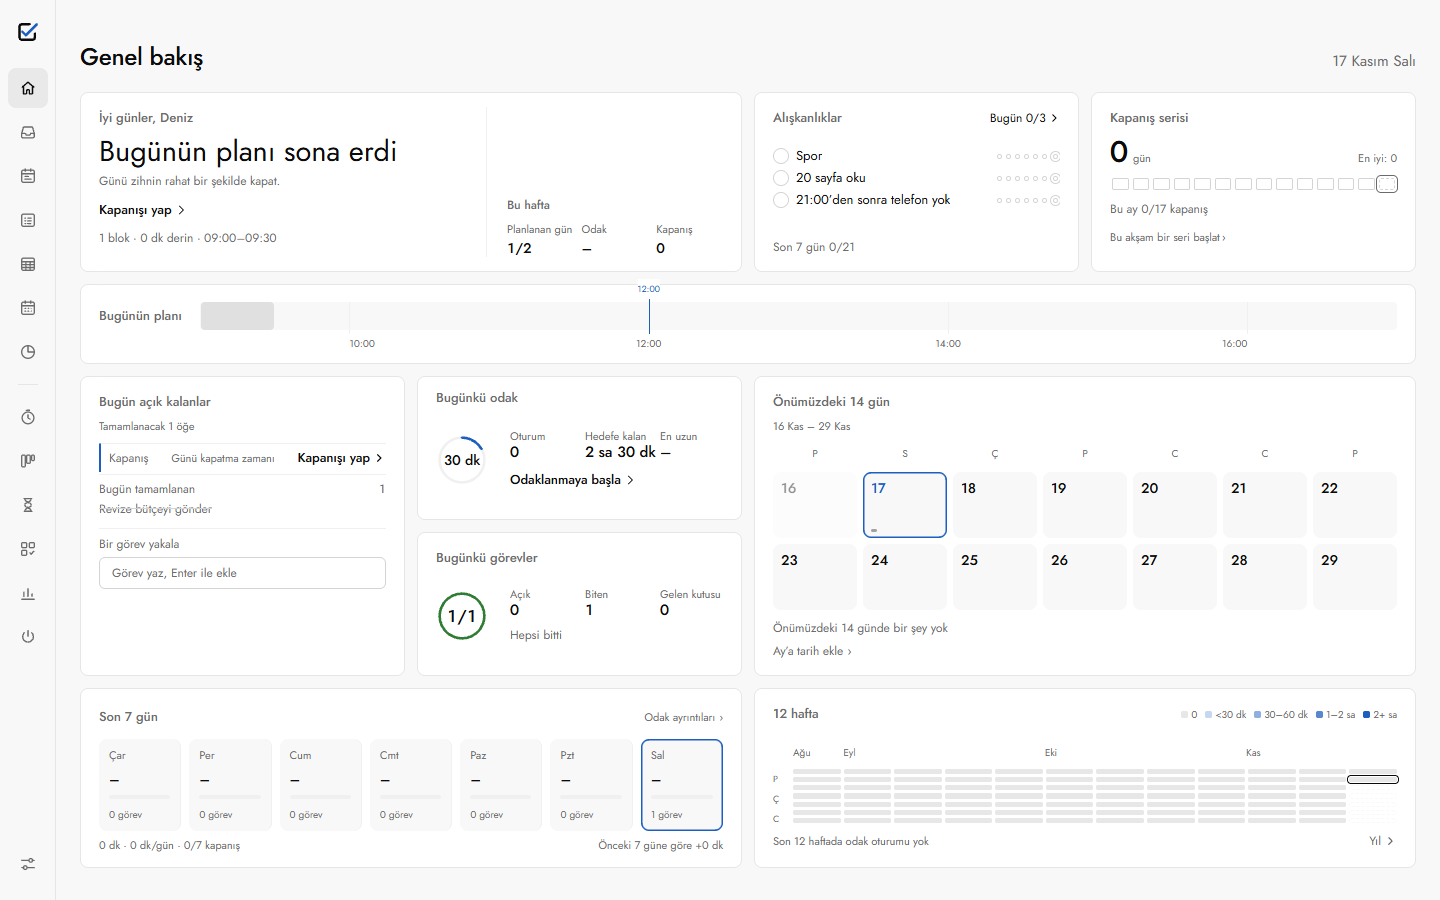 Genel bakış
17 Kasım Salı
İyi günler, Deniz
Bugünün planı sona erdi
Günü zihnin rahat bir şekilde kapat.
Kapanışı yap
1 blok · 0 dk derin · 09:00–09:30
Bu hafta
Planlanan gün Odak Kapanış
1/2 – 0
Alışkanlıklar
Bugün 0/3
Spor
20 sayfa oku
21:00'den sonra telefon yok
Son 7 gün 0/21
Kapanış serisi
0 gün
En iyi: 0
Bu ay 0/17 kapanış
Bu akşam bir seri başlat ›
Bugünün planı
12:00
10:00 12:00 14:00 16:00
Bugün açık kalanlar
Tamamlanacak 1 öğe
Kapanış Günü kapatma zamanı Kapanışı yap
Bugün tamamlanan 1
Revize bütçeyi gönder
Bir görev yakala
Görev yaz, Enter ile ekle
Bugünkü odak
30 dk
Oturum Hedefe kalan En uzun
0 2 sa 30 dk –
Odaklanmaya başla
Bugünkü görevler
1/1
Açık Biten Gelen kutusu
0 1 0
Hepsi bitti
Önümüzdeki 14 gün
16 Kas – 29 Kas
P S Ç P C C P
16 17 18 19 20 21 22
23 24 25 26 27 28 29
Önümüzdeki 14 günde bir şey yok
Ay'a tarih ekle ›
Son 7 gün
Odak ayrıntıları ›
Çar Per Cum Cmt Paz Pzt Sal
– – – – – – –
0 görev 0 görev 0 görev 0 görev 0 görev 0 görev 1 görev
0 dk · 0 dk/gün · 0/7 kapanış
Önceki 7 güne göre +0 dk
12 hafta
0 <30 dk 30–60 dk 1–2 sa 2+ sa
Ağu Eyl Eki Kas
P
Ç
C
Son 12 haftada odak oturumu yok
Yıl